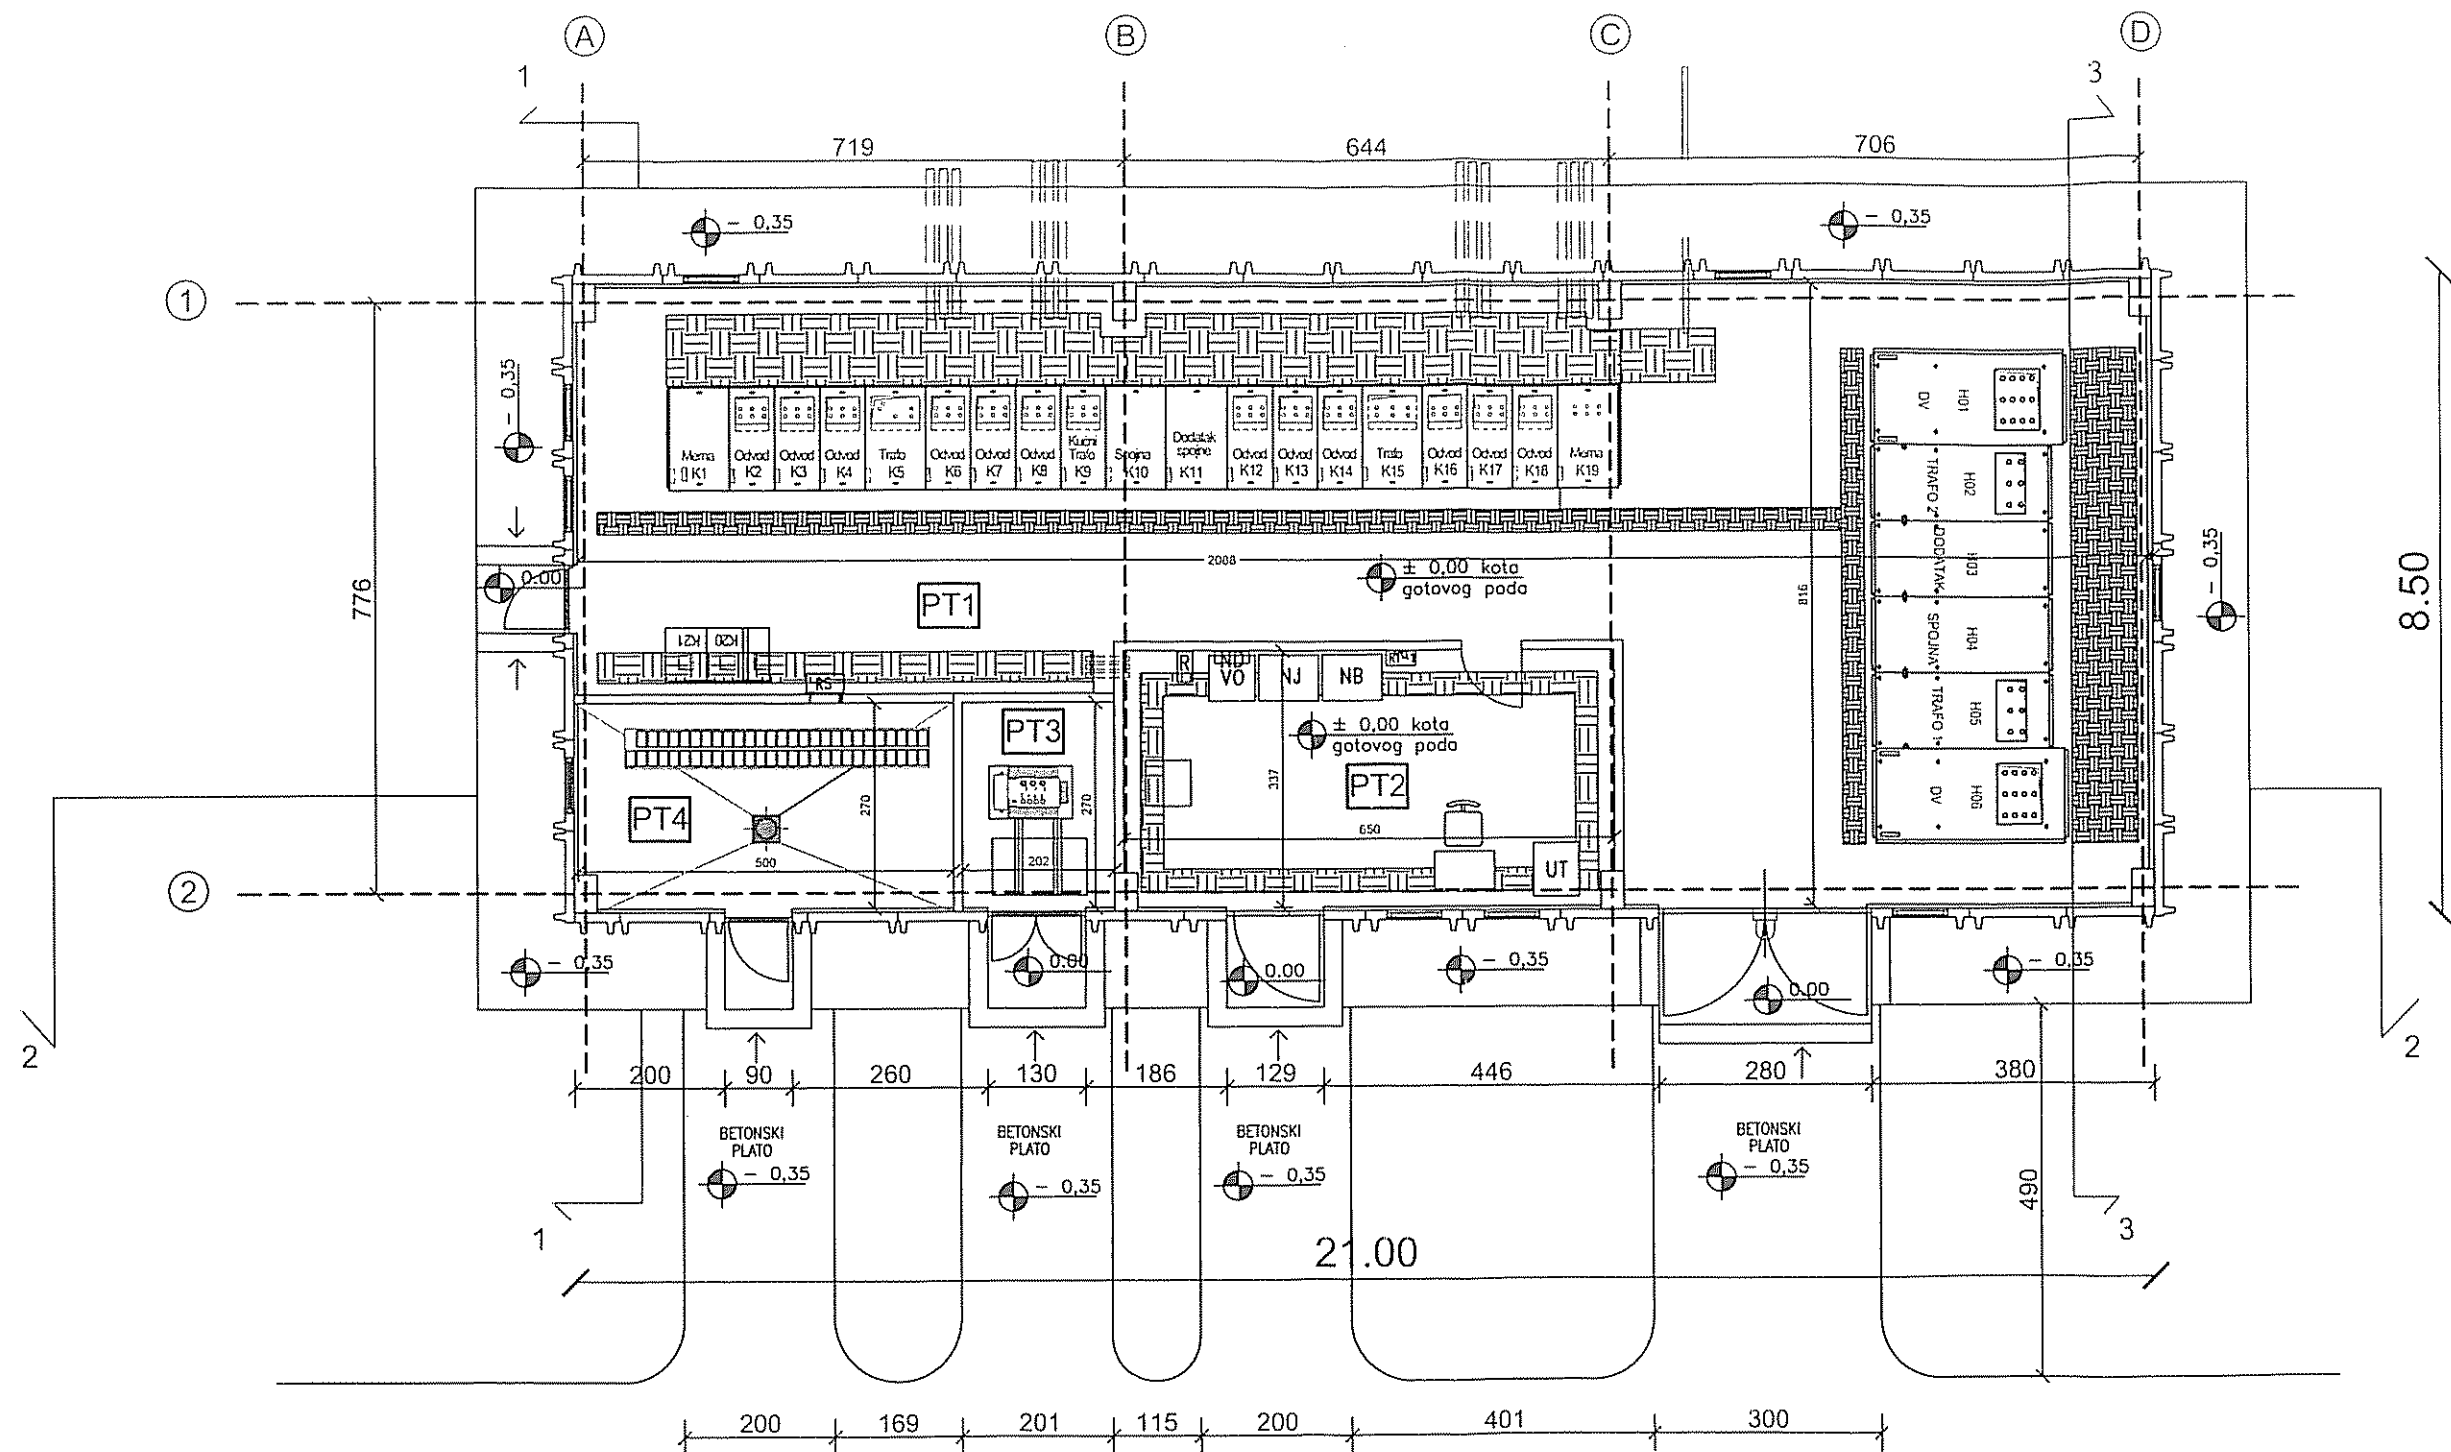 A
B
C
D
1
3
719
644
706
- 0,35
- 0,35
1
- 0,35
Merna
K1
Odvod
K2
Odvod
K3
Odvod
K4
Trafo
K5
Odvod
K6
Odvod
K7
Odvod
K8
Kućni
Trafo
K9
Spojna
K10
Dodatak
spojne
K11
Odvod
K12
Odvod
K13
Odvod
K14
Trafo
K15
Odvod
K16
Odvod
K17
Odvod
K18
Merna
K19
DV
H01
TRAFO 2
H02
DODATAK
H03
SPOJNA
H04
TRAFO 1
H05
DV
H06
2088
± 0,00 kota
gotovog poda
816
0.00
PT1
776
- 0,35
8.50
K21
K20
RS
R
VO
NJ
NB
± 0,00 kota
gotovog poda
PT3
PT2
PT4
270
270
337
650
500
202
UT
2
- 0,35
0.00
0.00
- 0,35
0.00
- 0,35
2
2
200
90
260
130
186
129
446
280
380
BETONSKI
PLATO
- 0,35
BETONSKI
PLATO
- 0,35
BETONSKI
PLATO
- 0,35
BETONSKI
PLATO
- 0,35
490
1
3
21.00
200
169
201
115
200
401
300